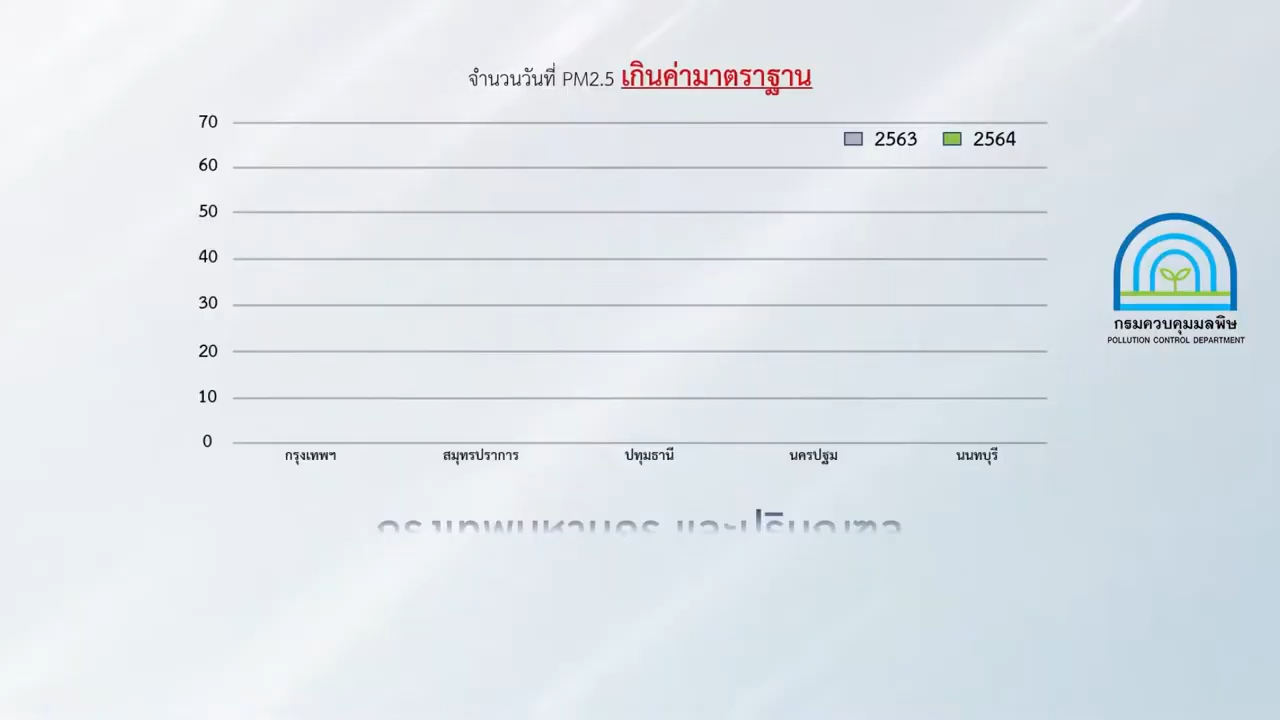 จำนวนวันที่ PM2.5 เกินค่ามาตราฐาน
70
2563 2564
60
50
40
30
20
10
0
กรุงเทพฯ สมุทรปราการ ปทุมธานี นครปฐม นนทบุรี
กรมควบคุมมลพิษ
POLLUTION CONTROL DEPARTMENT